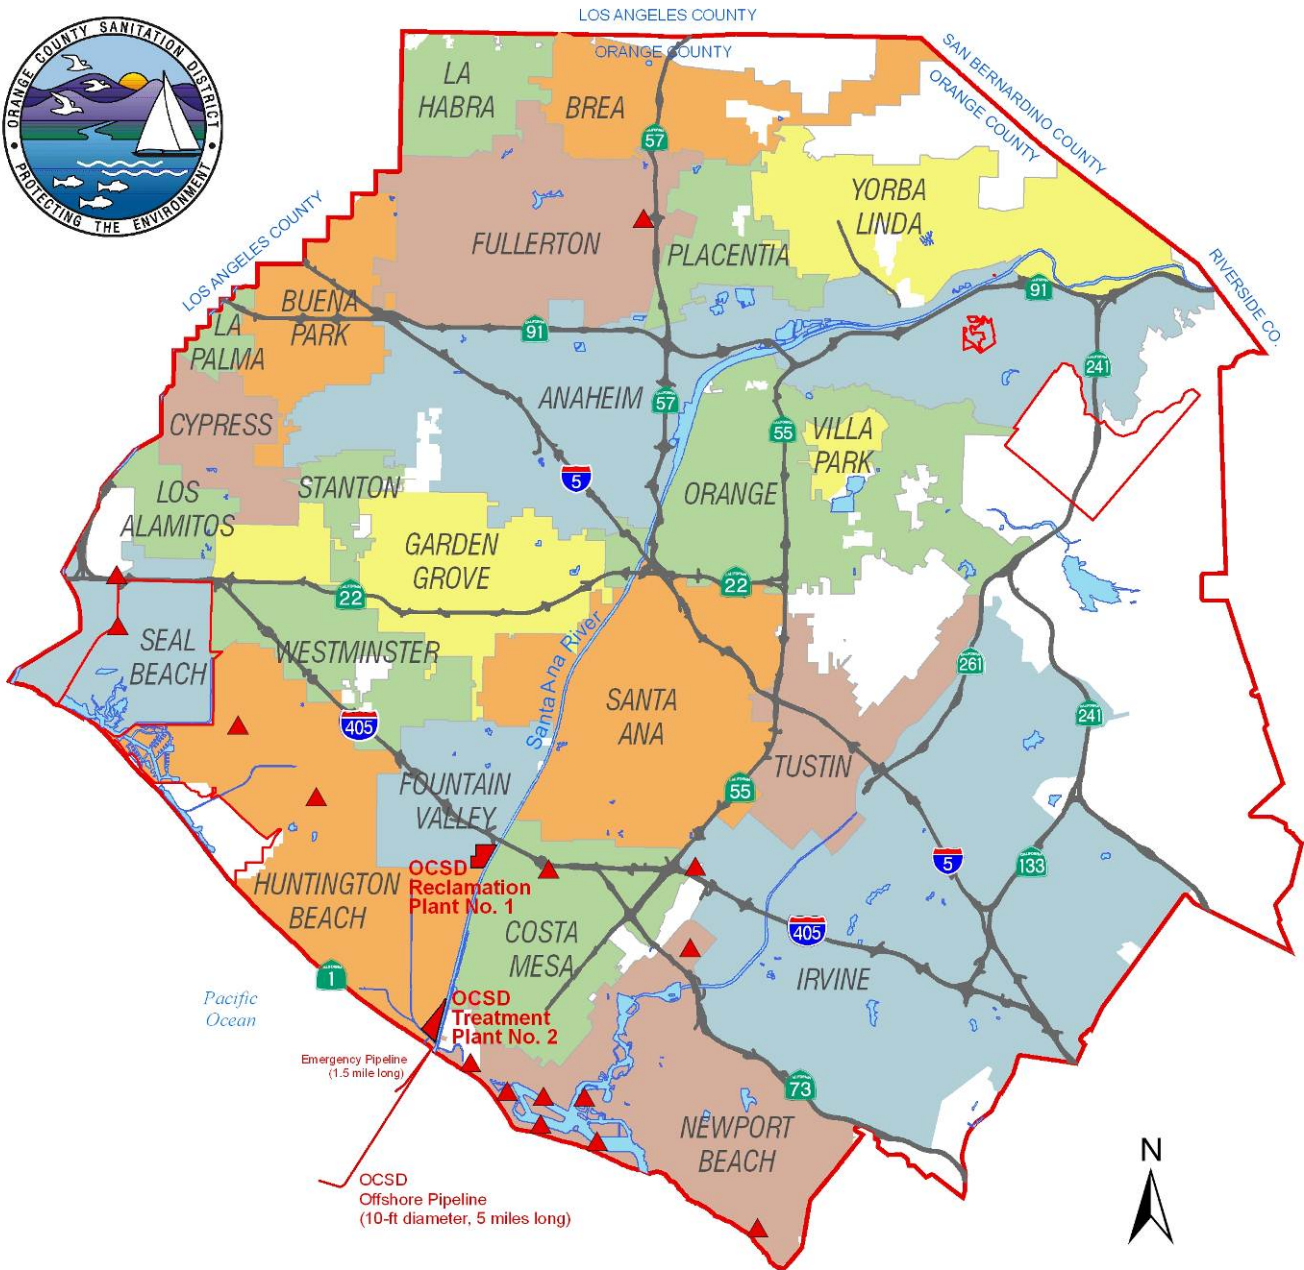 LOS ANGELES COUNTY
ORANGE COUNTY
SAN BERNARDINO COUNTY
ORANGE COUNTY
ORANGE COUNTY SANITATION DISTRICT
PROTECTING THE ENVIRONMENT
LA
HABRA
BREA
57
YORBA
LINDA
LOS ANGELES COUNTY
FULLERTON
PLACENTIA
RIVERSIDE CO.
BUENA
PARK
91
91
LA
PALMA
241
ANAHEIM
57
CYPRESS
55
VILLA
PARK
5
STANTON
ORANGE
LOS
ALAMITOS
GARDEN
GROVE
22
22
SEAL
BEACH
WESTMINSTER
Santa Ana River
261
SANTA
ANA
241
405
TUSTIN
FOUNTAIN
VALLEY
55
OCSD
Reclamation
Plant No. 1
5
133
HUNTINGTON
BEACH
COSTA
MESA
405
IRVINE
1
Pacific
Ocean
OCSD
Treatment
Plant No. 2
Emergency Pipeline
(1.5 mile long)
73
NEWPORT
BEACH
N
OCSD
Offshore Pipeline
(10-ft diameter, 5 miles long)